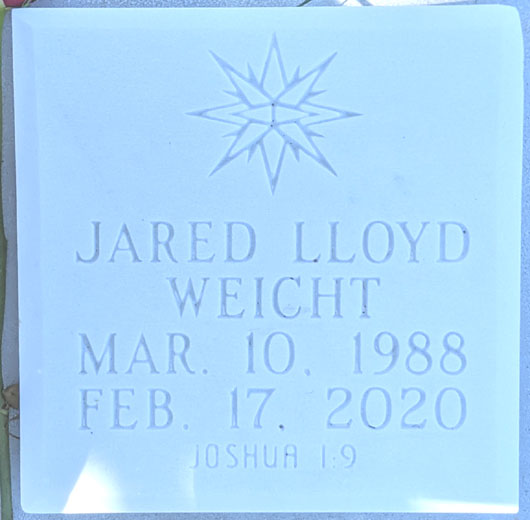 JARED LLOYD
WEICHT
MAR. 10, 1988
FEB. 17, 2020
JOSHUA 1:9